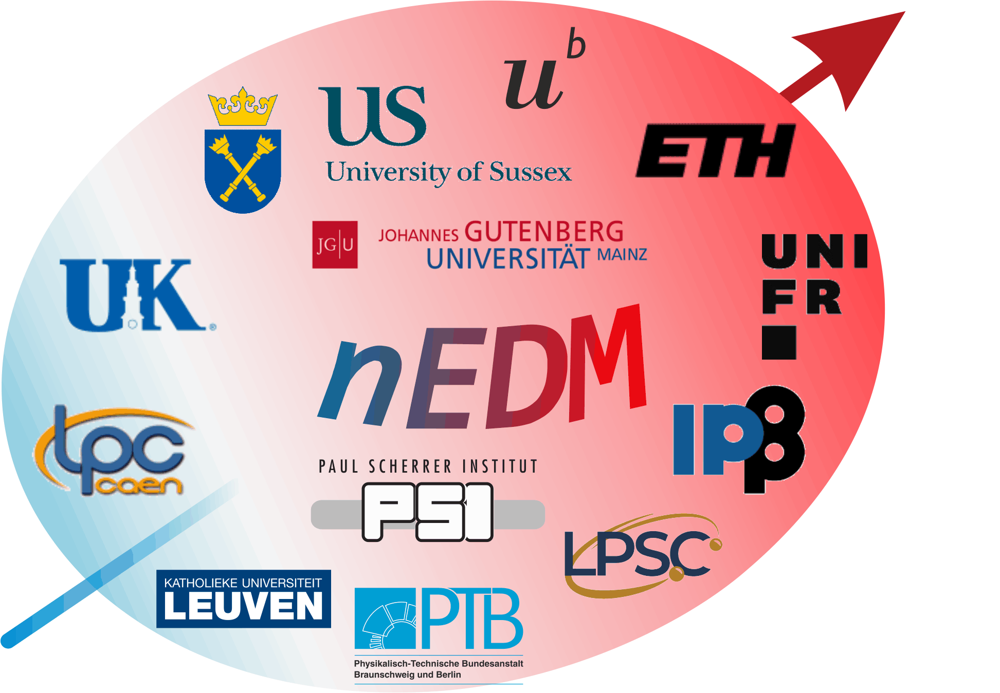 u^b
US
University of Sussex
ETH
JG|U
JOHANNES GUTENBERG
UNIVERSITÄT MAINZ
UNI
FR
UK®
nEDM
lpc
caen
IPβ
PAUL SCHERRER INSTITUT
PSI
LPSC
KATHOLIEKE UNIVERSITEIT
LEUVEN
PTB
Physikalisch-Technische Bundesanstalt
Braunschweig und Berlin